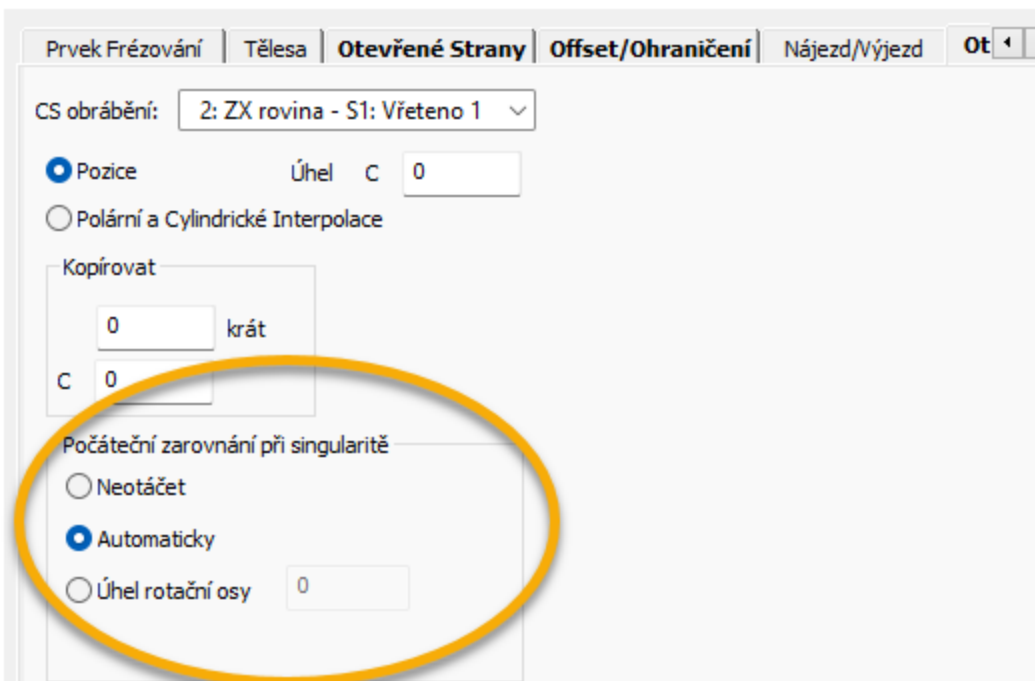 Prvek Frézování Tělesa Otevřené Strany Offset/Ohraničení Nájezd/Výjezd Ot
CS obrábění: 2: ZX rovina - S1: Vřeteno 1
Pozice Úhel C 0
Polární a Cylindrické Interpolace
Kopírovat
0 krát
C 0
Počáteční zarovnání při singularitě
Neotáčet
Automaticky
Úhel rotační osy 0